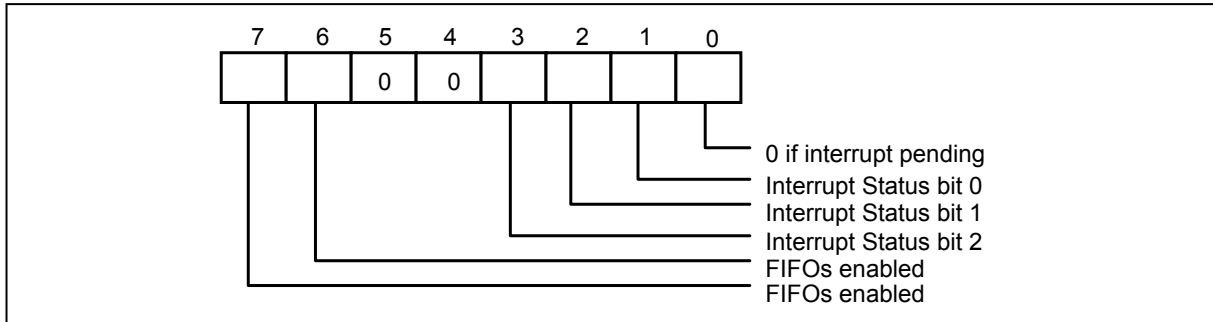 7 6 5 4 3 2 1 0
0 0
0 if interrupt pending
Interrupt Status bit 0
Interrupt Status bit 1
Interrupt Status bit 2
FIFOs enabled
FIFOs enabled